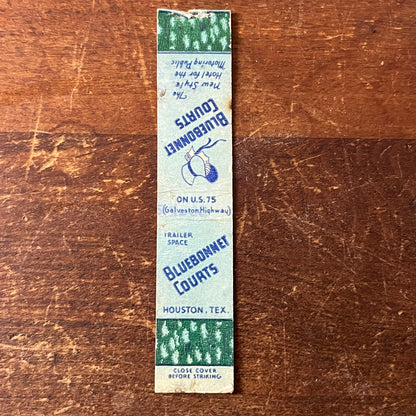 The
New Style
Hotel for the
Motoring Public
BLUEBONNET
COURTS
ON U.S. 75
(Galveston Highway)
TRAILER
SPACE
BLUEBONNET
COURTS
HOUSTON, TEX.
CLOSE COVER
BEFORE STRIKING